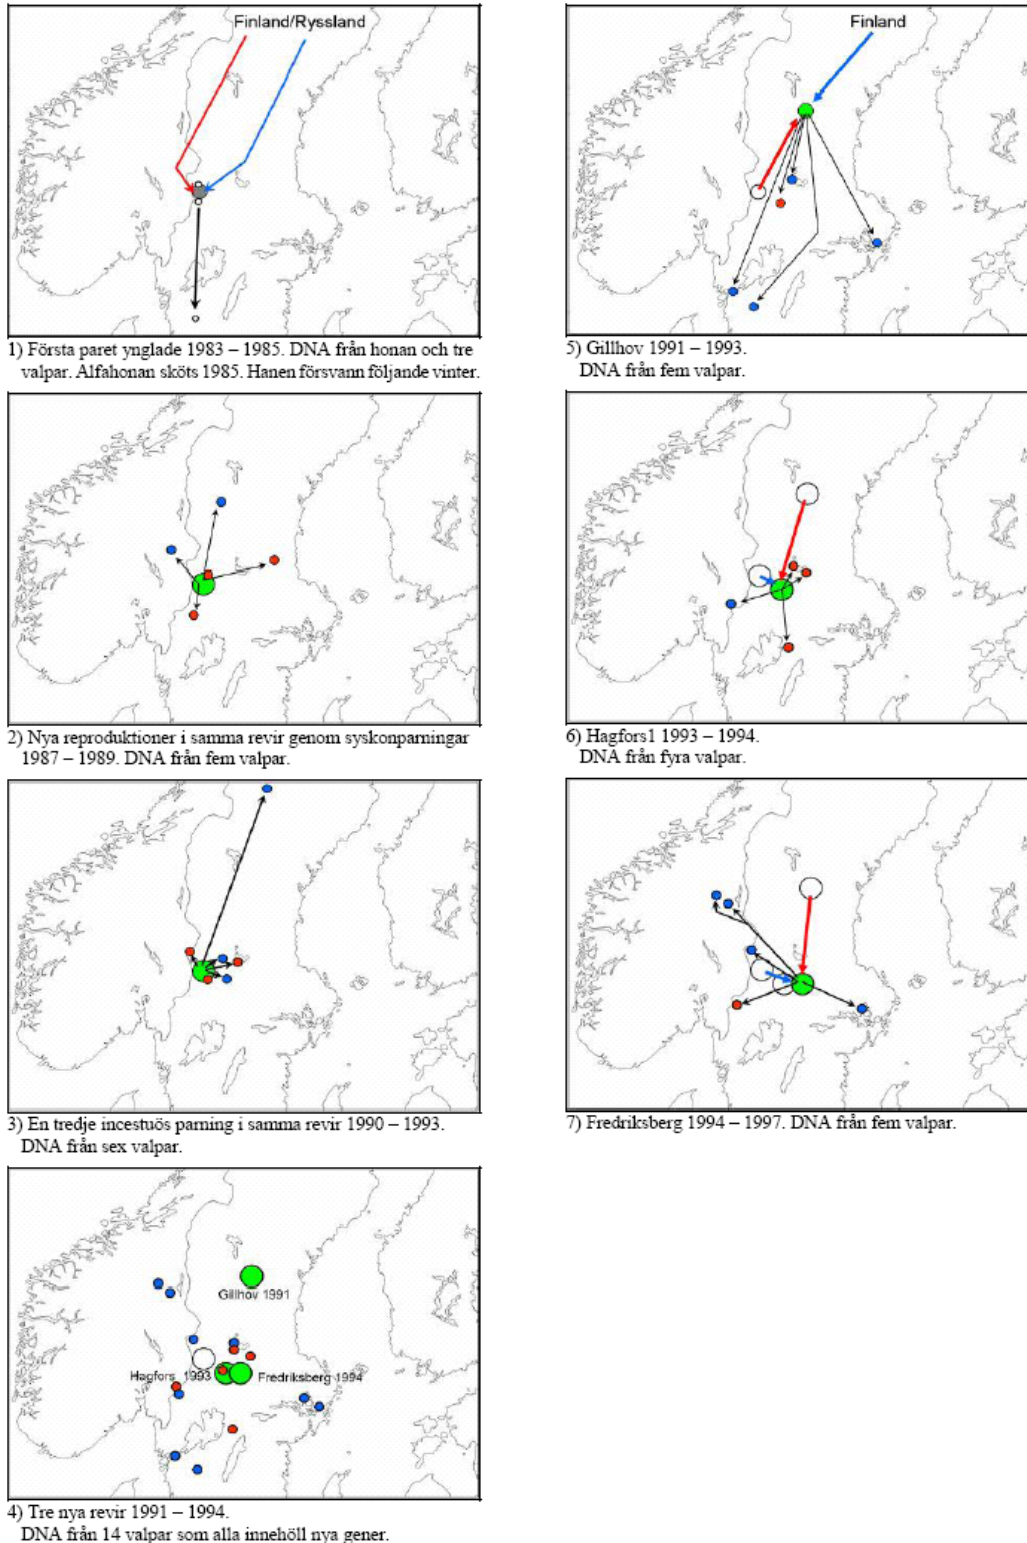 Finland/Ryssland
1) Första paret ynglade 1983 – 1985. DNA från honan och tre
valpar. Alfahonan sköts 1985. Hanen försvann följande vinter.
2) Nya reproduktioner i samma revir genom syskonparningar
1987 – 1989. DNA från fem valpar.
3) En tredje incestuös parning i samma revir 1990 – 1993.
DNA från sex valpar.
Gillhov 1991
Hagfors 1993
Fredriksberg 1994
4) Tre nya revir 1991 – 1994.
DNA från 14 valpar som alla innehöll nya gener.
Finland
5) Gillhov 1991 – 1993.
DNA från fem valpar.
6) Hagfors1 1993 – 1994.
DNA från fyra valpar.
7) Fredriksberg 1994 – 1997. DNA från fem valpar.